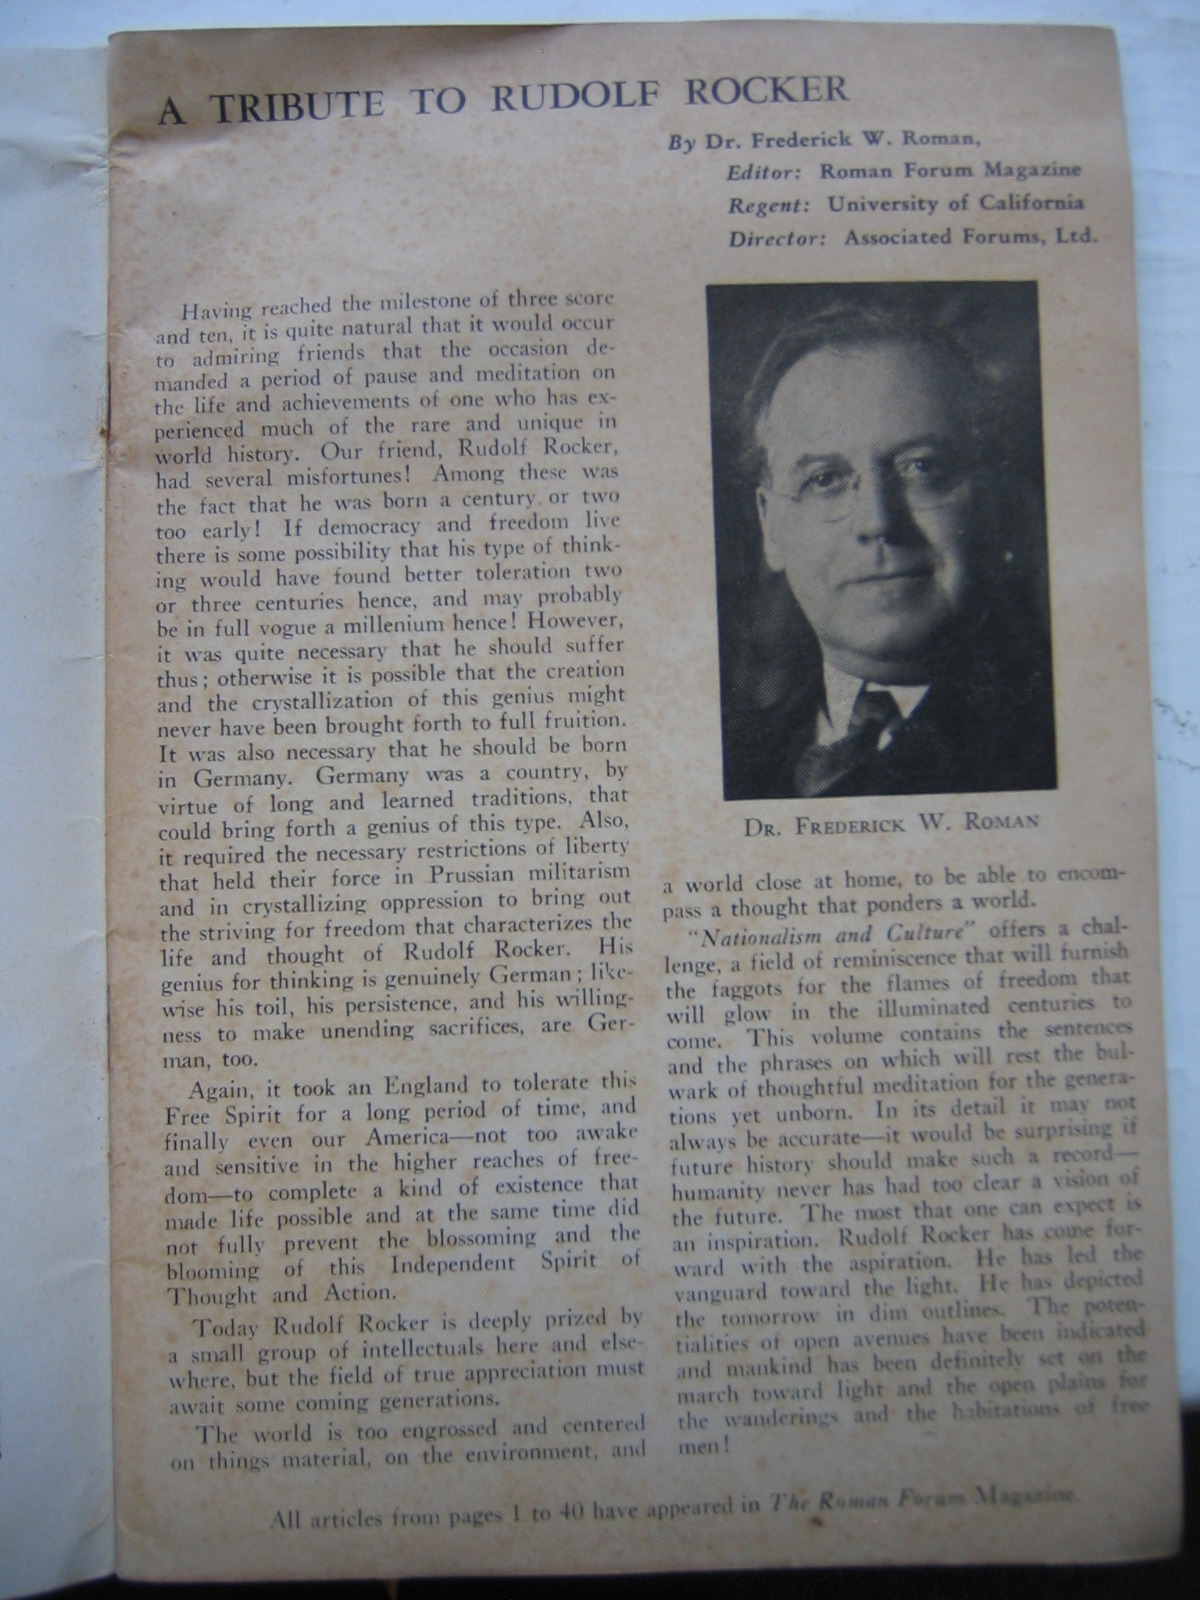 A TRIBUTE TO RUDOLF ROCKER
By Dr. Frederick W. Roman,
Editor: Roman Forum Magazine
Regent: University of California
Director: Associated Forums, Ltd.
Having reached the milestone of three score
and ten, it is quite natural that it would occur
to admiring friends that the occasion de-
manded a period of pause and meditation on
the life and achievements of one who has ex-
perienced much of the rare and unique in
world history. Our friend, Rudolf Rocker,
had several misfortunes! Among these was
the fact that he was born a century or two
too early! If democracy and freedom live
there is some possibility that his type of think-
ing would have found better toleration two
or three centuries hence, and may probably
be in full vogue a millenium hence! However,
it was quite necessary that he should suffer
thus; otherwise it is possible that the creation
and the crystallization of this genius might
never have been brought forth to full fruition.
It was also necessary that he should be born
in Germany. Germany was a country, by
virtue of long and learned traditions, that
could bring forth a genius of this type. Also,
it required the necessary restrictions of liberty
that held their force in Prussian militarism
and in crystallizing oppression to bring out
the striving for freedom that characterizes the
life and thought of Rudolf Rocker. His
genius for thinking is genuinely German; like-
wise his toil, his persistence, and his willing-
ness to make unending sacrifices, are Ger-
man, too.
Again, it took an England to tolerate this
Free Spirit for a long period of time, and
finally even our America—not too awake
and sensitive in the higher reaches of free-
dom—to complete a kind of existence that
made life possible and at the same time did
not fully prevent the blossoming and the
blooming of this Independent Spirit of
Thought and Action.
Today Rudolf Rocker is deeply prized by
a small group of intellectuals here and else-
where, but the field of true appreciation must
await some coming generations.
The world is too engrossed and centered
on things material, on the environment, and
DR. FREDERICK W. ROMAN
a world close at home, to be able to encom-
pass a thought that ponders a world.
"Nationalism and Culture" offers a chal-
lenge, a field of reminiscence that will furnish
the faggots for the flames of freedom that
will glow in the illuminated centuries to
come. This volume contains the sentences
and the phrases on which will rest the bul-
wark of thoughtful meditation for the genera-
tions yet unborn. In its detail it may not
always be accurate—it would be surprising if
future history should make such a record—
humanity never has had too clear a vision of
the future. The most that one can expect is
an inspiration. Rudolf Rocker has come for-
ward with the aspiration. He has led the
vanguard toward the light. He has depicted
the tomorrow in dim outlines. The poten-
tialities of open avenues have been indicated
and mankind has been definitely set on the
march toward light and the open plains for
the wanderings and the habitations of free
men!
All articles from pages 1 to 40 have appeared in The Roman Forum Magazine.